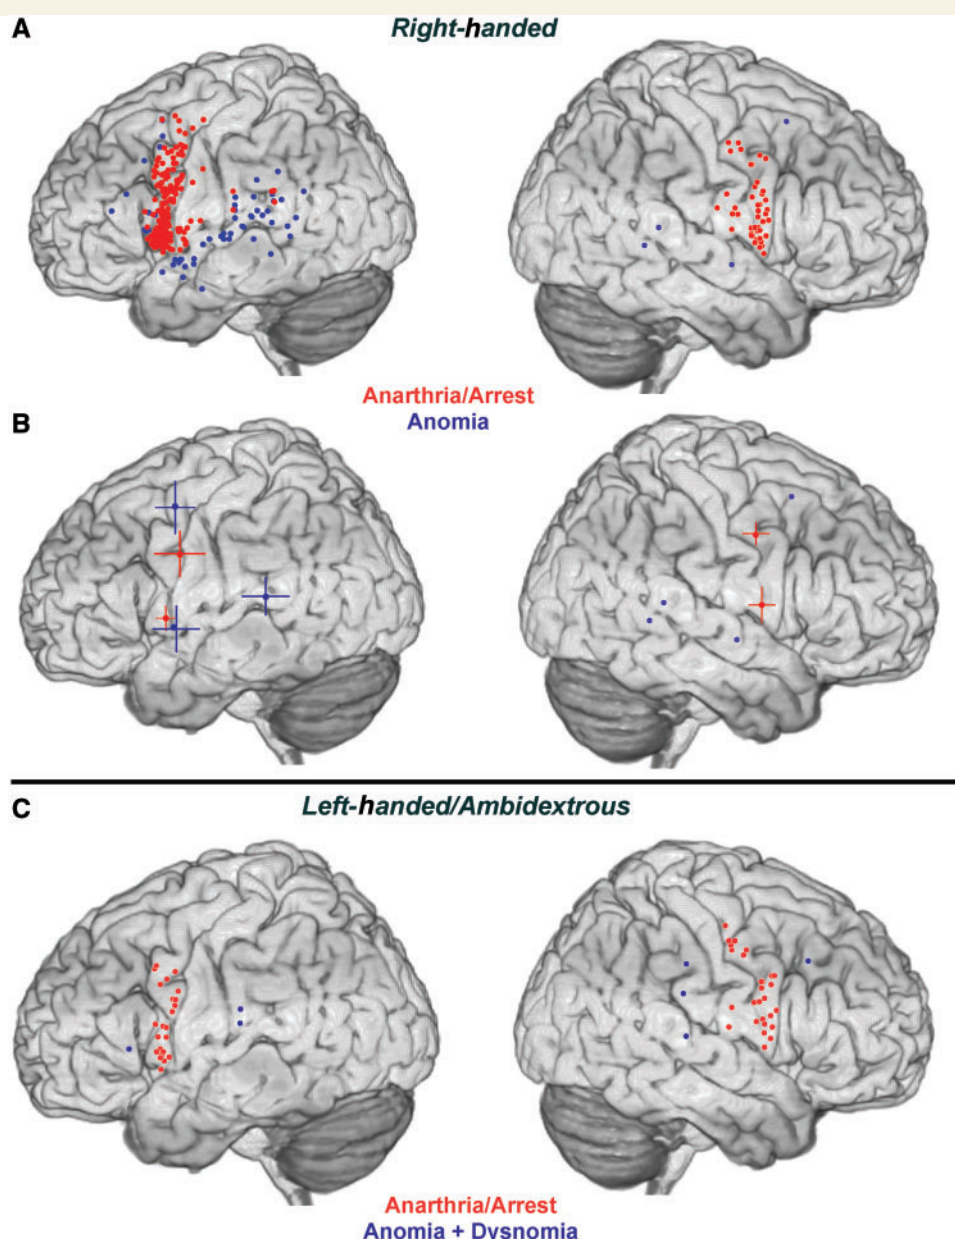 A
Right-handed
Anarthria/Arrest
Anomia
B
C
Left-handed/Ambidextrous
Anarthria/Arrest
Anomia + Dysnomia